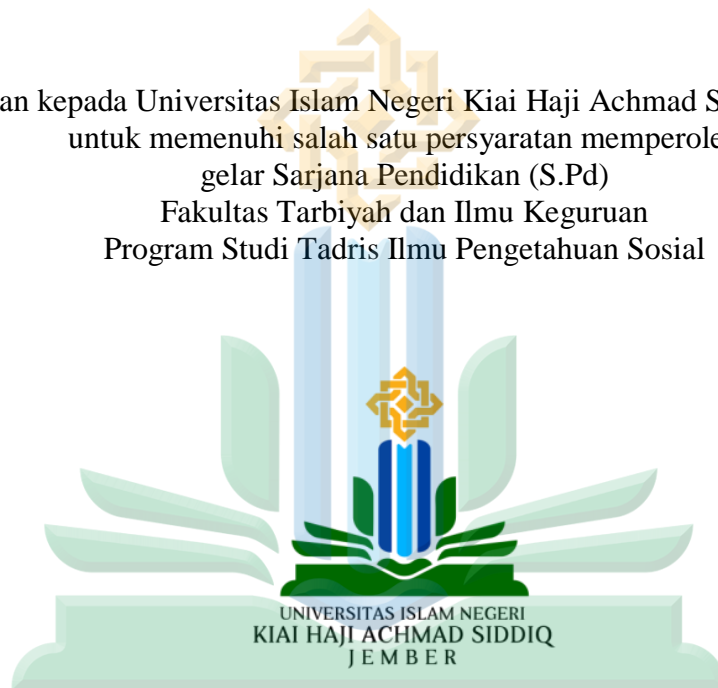 an kepada Universitas Islam Negeri Kiai Haji Achmad S
untuk memenuhi salah satu persyaratan memperole
gelar Sarjana Pendidikan (S.Pd)
Fakultas Tarbiyah dan Ilmu Keguruan
Program Studi Tadris Ilmu Pengetahuan Sosial
UNIVERSITAS ISLAM NEGERI
KIAI HAJI ACHMAD SIDDIQ
JEMBER